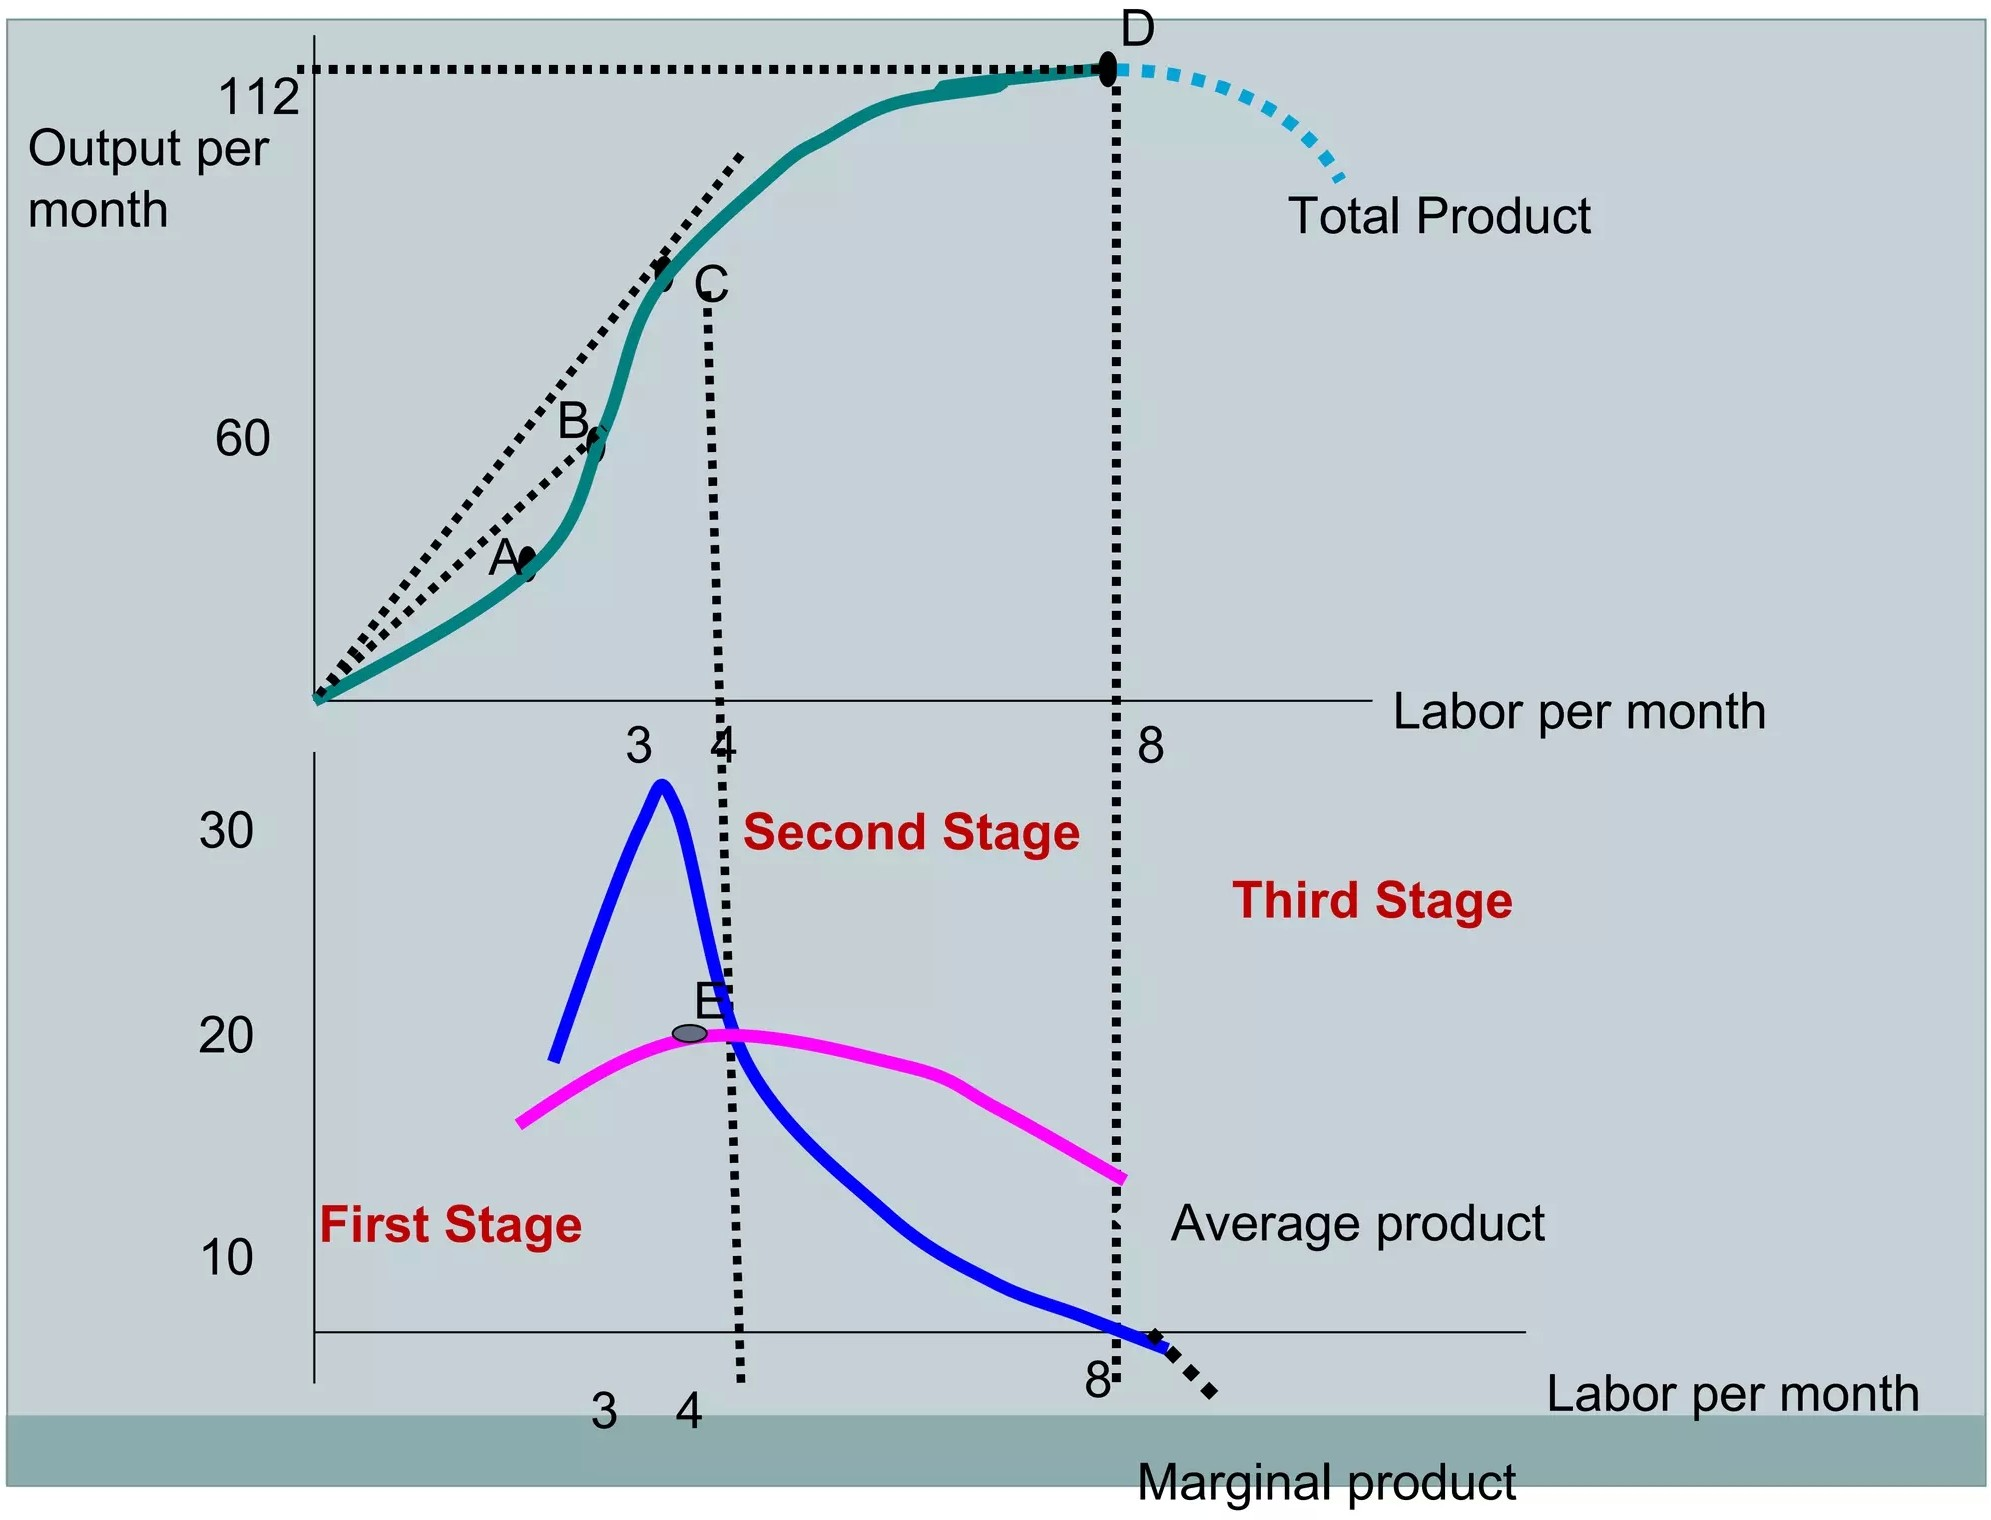 D
112
Output per
month
Total Product
C
B
60
A
Labor per month
3 4 8
30
Second Stage
Third Stage
E
20
First Stage
Average product
10
8
Labor per month
3 4
Marginal product